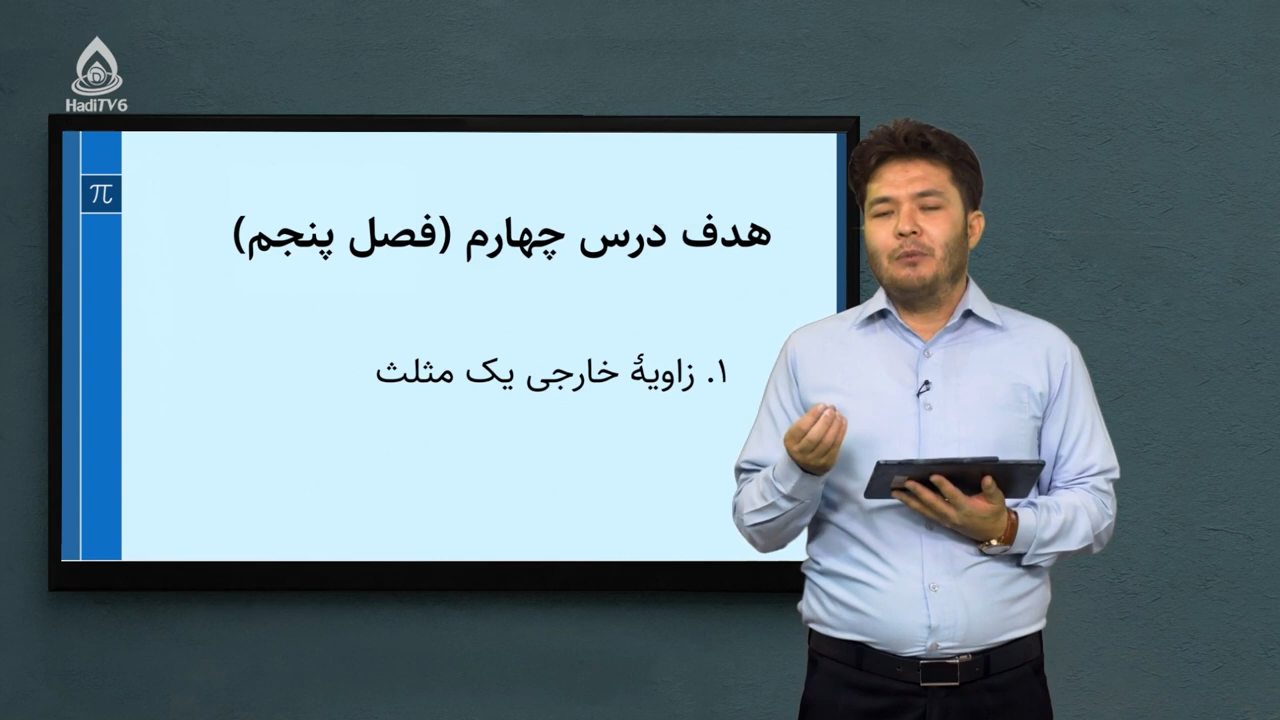 HadiTV6
π
هدف درس چهارم (فصل پنجم)
۱. زاویهٔ خارجی یک مثلث